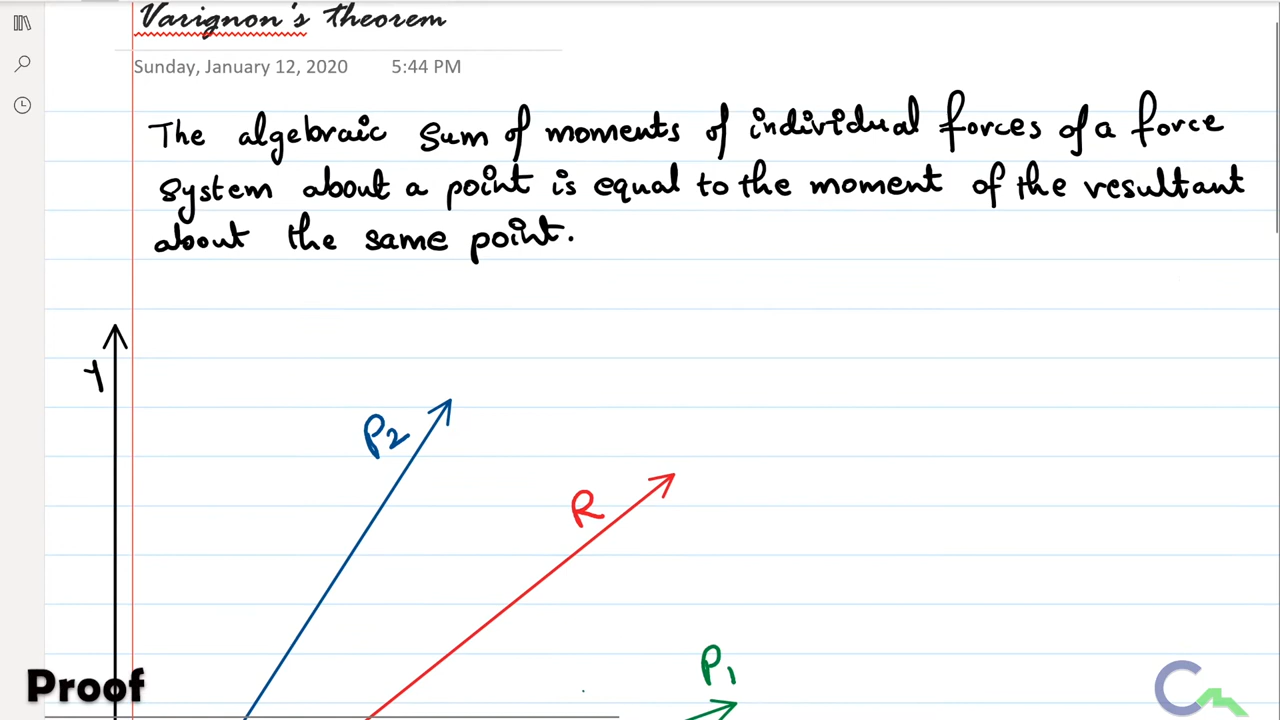 Varignon's theorem
Sunday, January 12, 2020 5:44 PM
The algebraic sum of moments of individual forces of a force
system about a point is equal to the moment of the resultant
about the same point.
Y
P2
R
P1
Proof